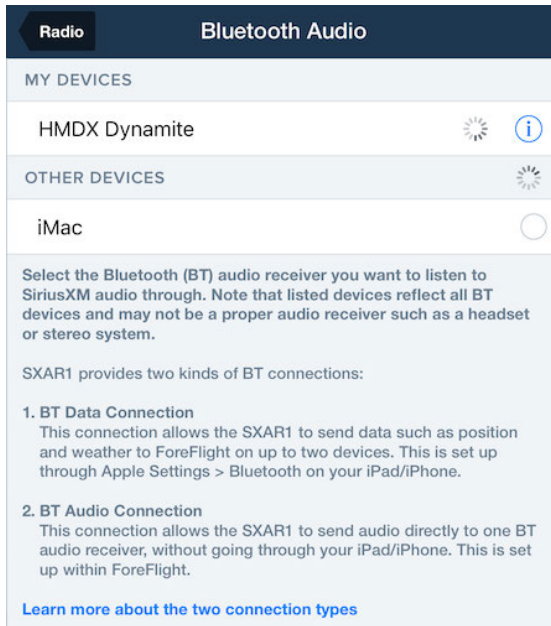 Radio
Bluetooth Audio
MY DEVICES
HMDX Dynamite
OTHER DEVICES
iMac
Select the Bluetooth (BT) audio receiver you want to listen to
SiriusXM audio through. Note that listed devices reflect all BT
devices and may not be a proper audio receiver such as a headset
or stereo system.
SXAR1 provides two kinds of BT connections:
1. BT Data Connection
This connection allows the SXAR1 to send data such as position
and weather to ForeFlight on up to two devices. This is set up
through Apple Settings > Bluetooth on your iPad/iPhone.
2. BT Audio Connection
This connection allows the SXAR1 to send audio directly to one BT
audio receiver, without going through your iPad/iPhone. This is set
up within ForeFlight.
Learn more about the two connection types